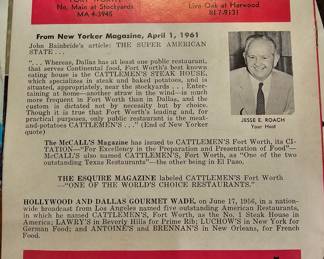 No. Main at Stockyards
MA 4-3945
Live Oak at Harwood
BE7-9131
From New Yorker Magazine, April 1, 1961
John Bainbridge's article: THE SUPER AMERICAN
STATE . . .
". . . Whereas, Dallas has at least one public restaurant,
that serves Continental food, Fort Worth's best known
eating house is the CATTLEMEN'S STEAK HOUSE,
which specializes in steak and baked potatoes, and is
situated, appropriately, near the stockyards . . . Enter-
taining at home—another straw in the wind—is much
more frequent in Fort Worth than in Dallas, and the
custom is dictated not by necessity but by choice.
Though it is true that Fort Worth's leading, and for
practical purposes, only public restaurant is the meat-
and-potatoes CATTLEMEN'S . . ." (End of New Yorker
quote)
JESSE E. ROACH
Your Host
The McCALL'S Magazine has issued to CATTLEMEN'S Fort Worth, its CI-
TATION—"For Excellence in the Preparation and Presentation of Food"—
McCALL'S also named CATTLEMEN'S, Fort Worth, as "One of the two
outstanding Texas Restaurants"—the other being in El Paso.
THE ESQUIRE MAGAZINE labeled CATTLEMEN'S Fort Worth
—"ONE OF THE WORLD'S CHOICE RESTAURANTS."
HOLLYWOOD AND DALLAS GOURMET WADE, on June 17, 1956, in a nation-
wide broadcast from Los Angeles named five outstanding American Restaurants,
in which he named CATTLEMEN'S, Fort Worth, as the No. 1 Steak House in
America; LAWRY'S in Beverly Hills for Prime Rib; LUCHOW'S in New York for
German Food; and ANTOINE'S and BRENNAN'S in New Orleans, for French
Food.